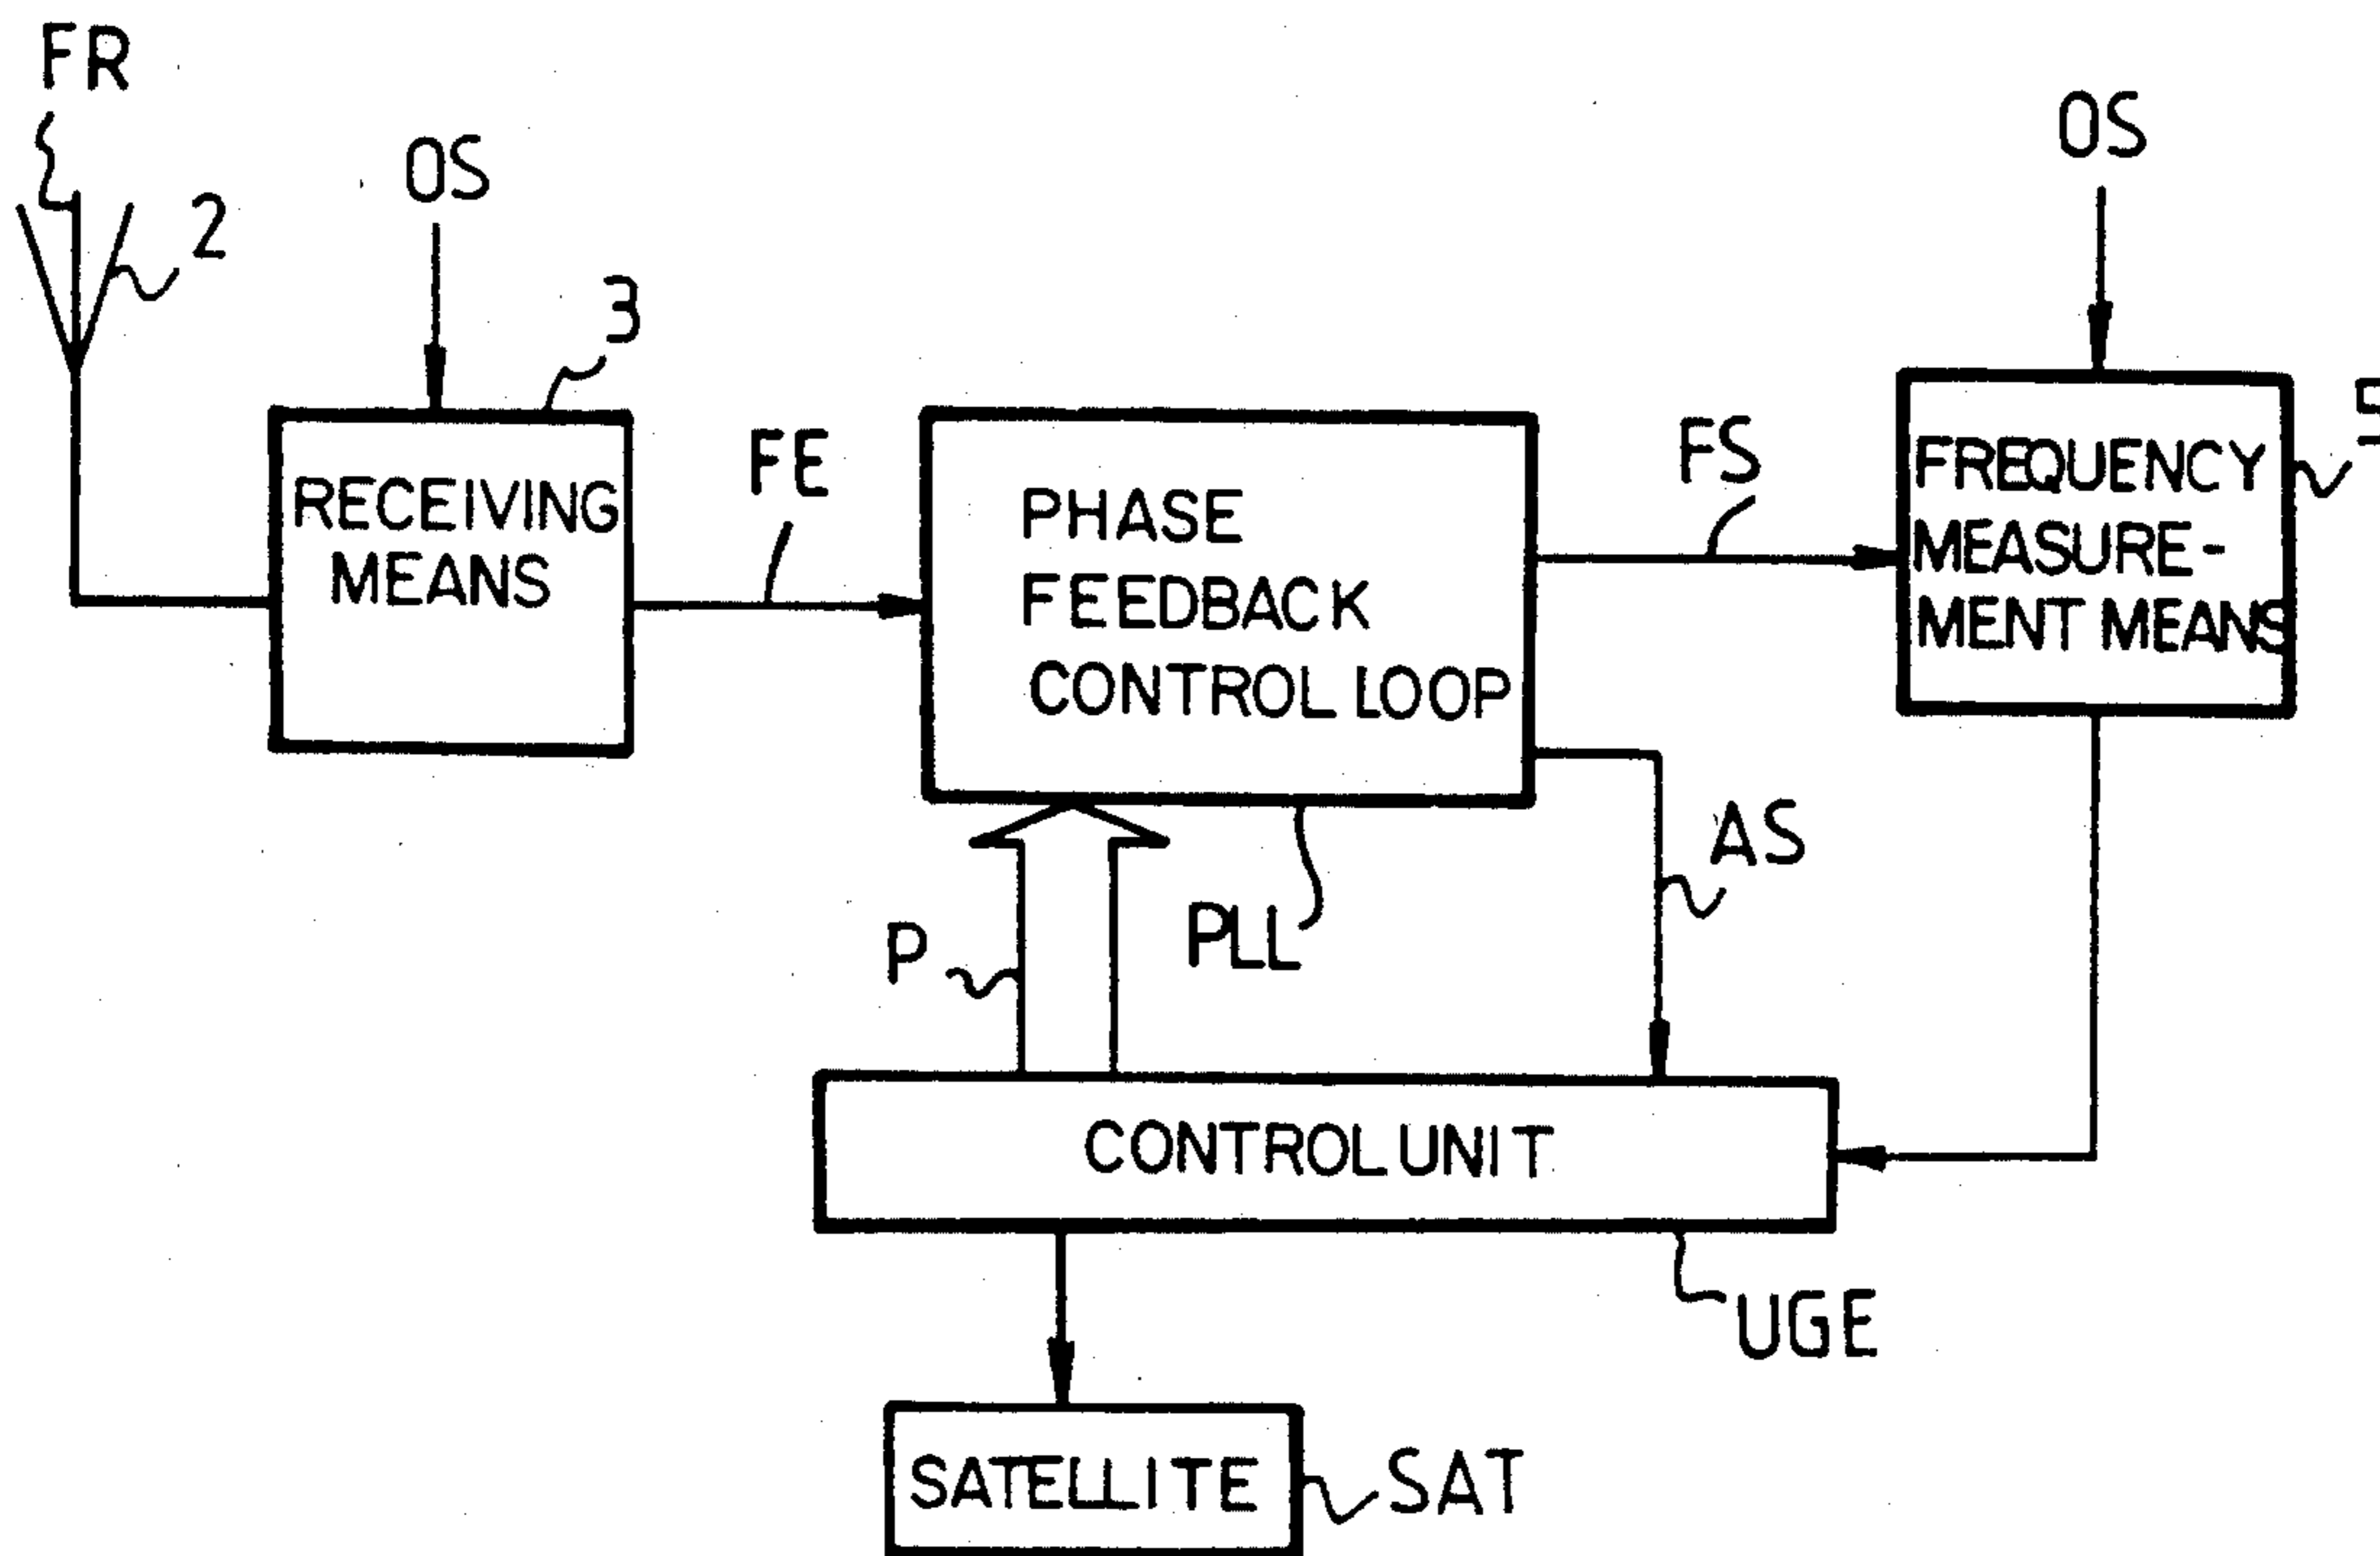 FR
OS
OS
2
3
5
RECEIVING
MEANS
FE
PHASE
FEEDBACK
CONTROL LOOP
FS
FREQUENCY
MEASURE-
MENT MEANS
AS
P
PLL
CONTROL UNIT
UGE
SATELLITE
SAT